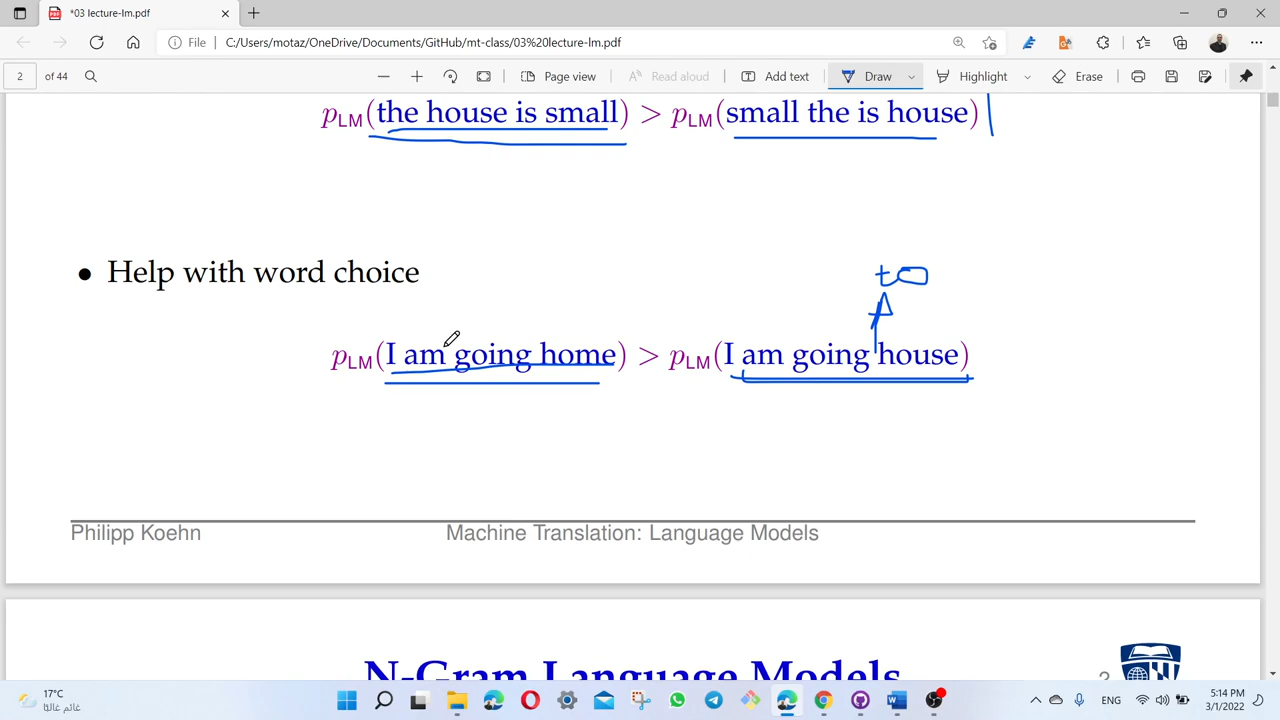 *03 lecture-lm.pdf
File C:/Users/motaz/OneDrive/Documents/GitHub/mt-class/03%20lecture-lm.pdf
2 of 44 Page view Read aloud Add text Draw Highlight Erase
pLM(the house is small) > pLM(small the is house)
to
• Help with word choice
pLM(I am going home) > pLM(I am going house)
Philipp Koehn Machine Translation: Language Models
N-Gram Language Models
17°C
غائم غالبًا
ENG
5:14 PM
3/1/2022